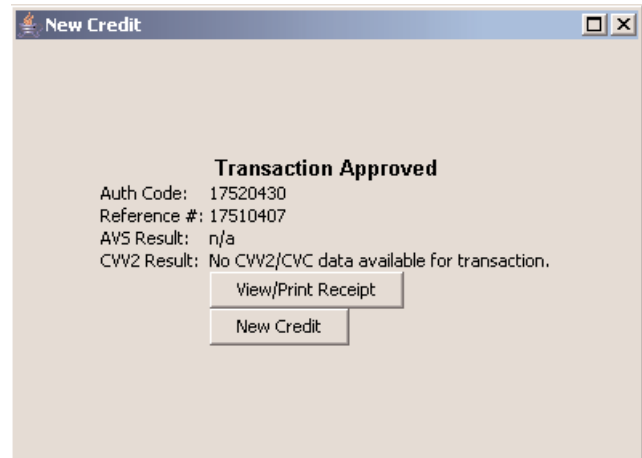 New Credit
Transaction Approved
Auth Code: 17520430
Reference #: 17510407
AVS Result: n/a
CVV2 Result: No CVV2/CVC data available for transaction.
View/Print Receipt
New Credit